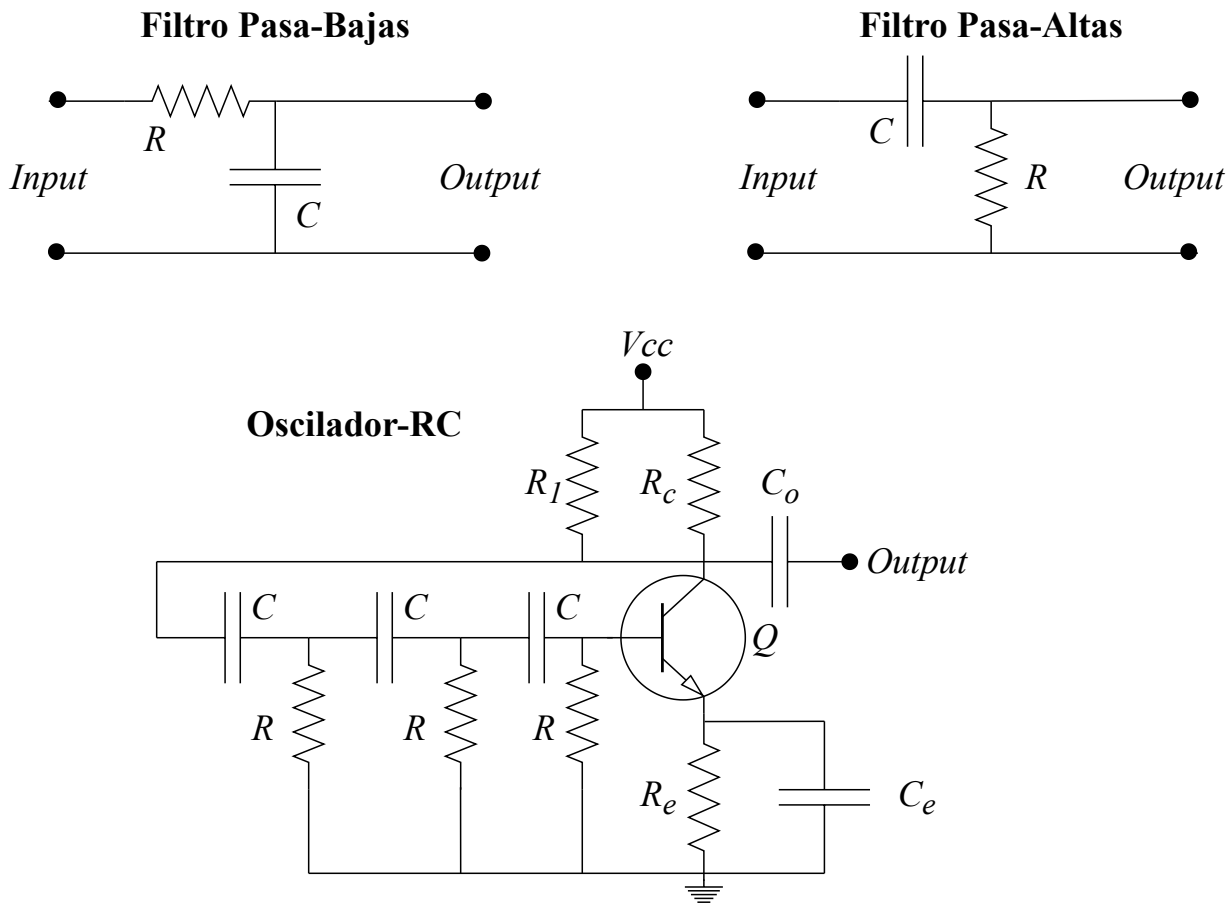 Filtro Pasa-Bajas
R
Input
C
Output
Filtro Pasa-Altas
C
Input
R
Output
Oscilador-RC
Vcc
R1
Rc
Co
Output
C
C
C
Q
R
R
R
Re
Ce